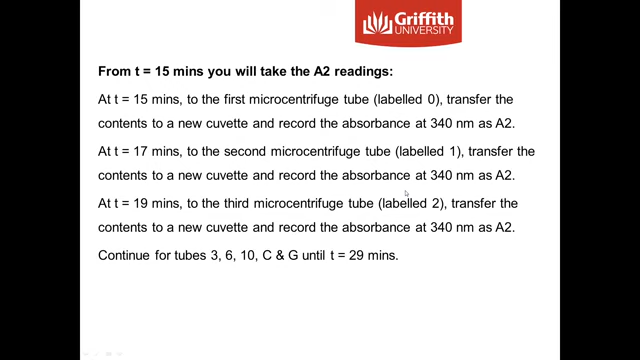 Griffith
UNIVERSITY
From t = 15 mins you will take the A2 readings:
At t = 15 mins, to the first microcentrifuge tube (labelled 0), transfer the
contents to a new cuvette and record the absorbance at 340 nm as A2.
At t = 17 mins, to the second microcentrifuge tube (labelled 1), transfer the
contents to a new cuvette and record the absorbance at 340 nm as A2.
At t = 19 mins, to the third microcentrifuge tube (labelled 2), transfer the
contents to a new cuvette and record the absorbance at 340 nm as A2.
Continue for tubes 3, 6, 10, C & G until t = 29 mins.